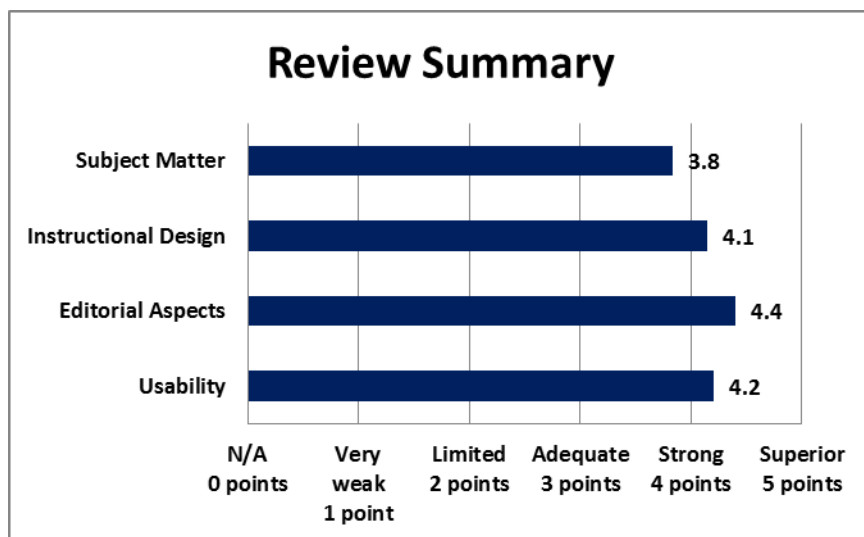 Review Summary
Subject Matter
3.8
Instructional Design
4.1
Editorial Aspects
4.4
Usability
4.2
N/A
0 points
Very
weak
1 point
Limited
2 points
Adequate
3 points
Strong
4 points
Superior
5 points